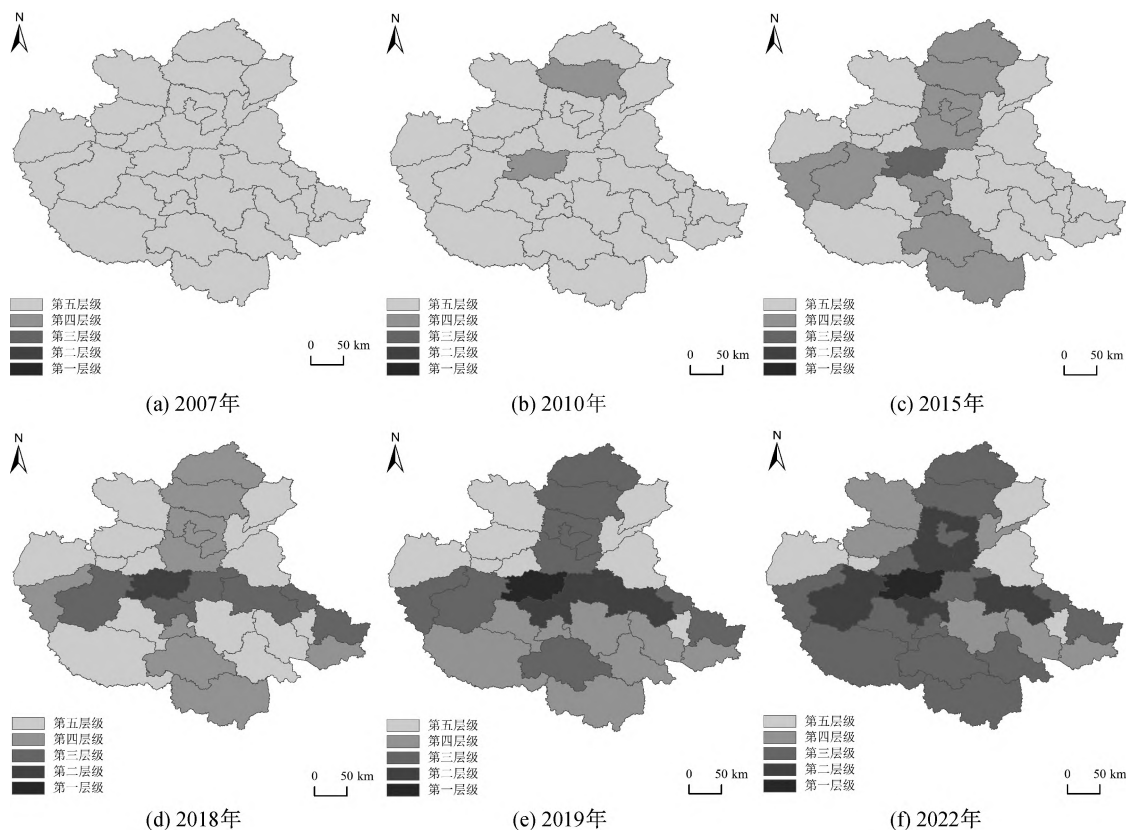 N
第五层级
第四层级
第三层级
第二层级
第一层级
0 50 km
(a) 2007年
N
第五层级
第四层级
第三层级
第二层级
第一层级
0 50 km
(b) 2010年
N
第五层级
第四层级
第三层级
第二层级
第一层级
0 50 km
(c) 2015年
N
第五层级
第四层级
第三层级
第二层级
第一层级
0 50 km
(d) 2018年
N
第五层级
第四层级
第三层级
第二层级
第一层级
0 50 km
(e) 2019年
N
第五层级
第四层级
第三层级
第二层级
第一层级
0 50 km
(f) 2022年